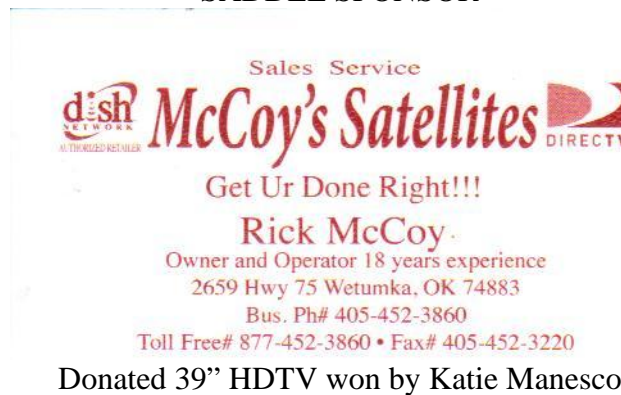 SADDLE SPONSOR
Sales Service
dish
NETWORK
AUTHORIZED RETAILER
McCoy's Satellites
DIRECTV
Get Ur Done Right!!!
Rick McCoy
Owner and Operator 18 years experience
2659 Hwy 75 Wetumka, OK 74883
Bus. Ph# 405-452-3860
Toll Free# 877-452-3860 • Fax# 405-452-3220
Donated 39” HDTV won by Katie Manesco